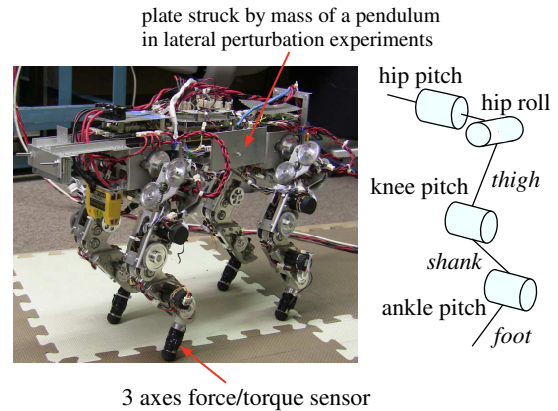 plate struck by mass of a pendulum
in lateral perturbation experiments
hip pitch
hip roll
thigh
knee pitch
shank
ankle pitch
foot
3 axes force/torque sensor